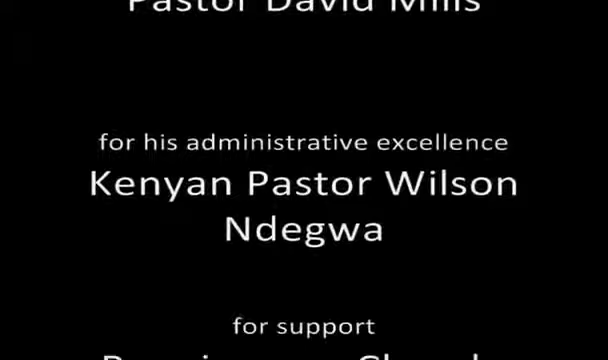 Pastor David Mills
for his administrative excellence
Kenyan Pastor Wilson
Ndegwa
for support